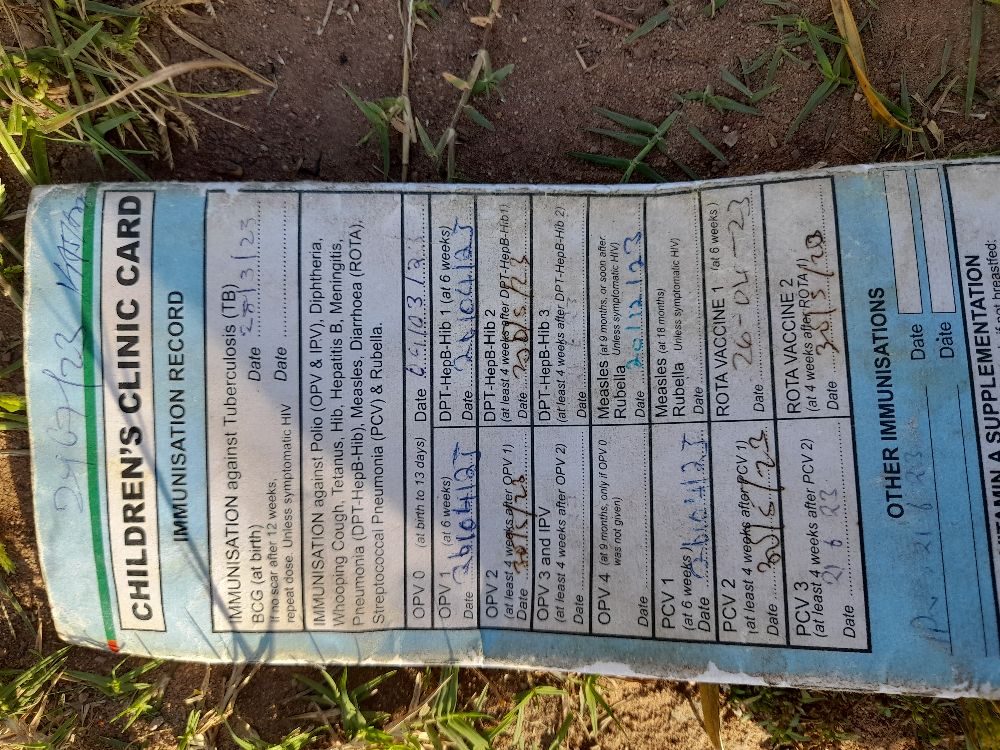 CHILDREN'S CLINIC CARD
IMMUNISATION RECORD
IMMUNISATION against Tuberculosis (TB)
BCG (at birth) Date /3/23
If no scar after 12 weeks,
repeat dose. Unless symptomatic HIV Date
IMMUNISATION against Polio (OPV & IPV), Diphtheria,
Whooping Cough, Tetanus, Hib, Hepatitis B, Meningitis,
Pneumonia (DPT-HepB-Hib), Measles, Diarrhoea (ROTA),
Streptococcal Pneumonia (PCV) & Rubella.
OPV 0 (at birth to 13 days) Date /03/23
OPV 1 (at 6 weeks)
Date 26/04/23
DPT-HepB-Hib 1 (at 6 weeks)
Date 26/04/23
OPV 2
(at least 4 weeks after OPV 1)
Date 30/5/23
DPT-HepB-Hib 2
(at least 4 weeks after DPT-HepB-Hib1)
Date 30/5/23
OPV 3 and IPV
(at least 4 weeks after OPV 2)
Date
DPT-HepB-Hib 3
(at least 4 weeks after DPT-HepB-Hib 2)
Date
OPV 4 (at 9 months, only if OPV 0
was not given)
Date
Measles (at 9 months, or soon after.
Rubella Unless symptomatic HIV)
Date 20/12/23
PCV 1
(at 6 weeks)
Date 26/04/23
Measles (at 18 months)
Rubella Unless symptomatic HIV)
Date
PCV 2
(at least 4 weeks after PCV 1)
Date 30/5/23
ROTA VACCINE 1 (at 6 weeks)
Date 26-04-23
PCV 3
(at least 4 weeks after PCV 2)
Date 21 6 23
ROTA VACCINE 2
(at 4 weeks after ROTA 1)
Date 30/5/23
OTHER IMMUNISATIONS
IPV 21 6 23 Date
Date
VITAMIN A SUPPLEMENTATION
if not breastfed: